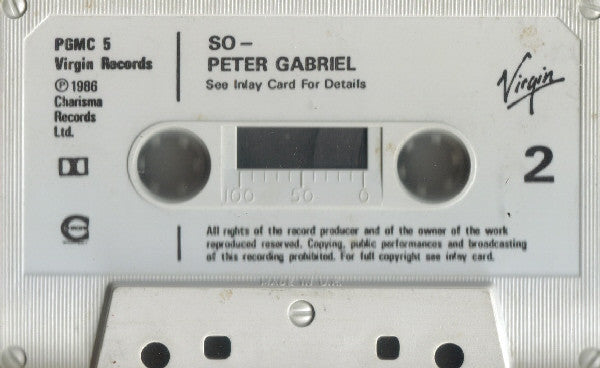 PGMC 5
Virgin Records
Ⓟ 1986
Charisma
Records
Ltd.
SO –
PETER GABRIEL
See Inlay Card For Details
Virgin
2
100 50 0
All rights of the record producer and of the owner of the work
reproduced reserved. Copying, public performances and broadcasting
of this recording prohibited. For full copyright see inlay card.
MADE IN